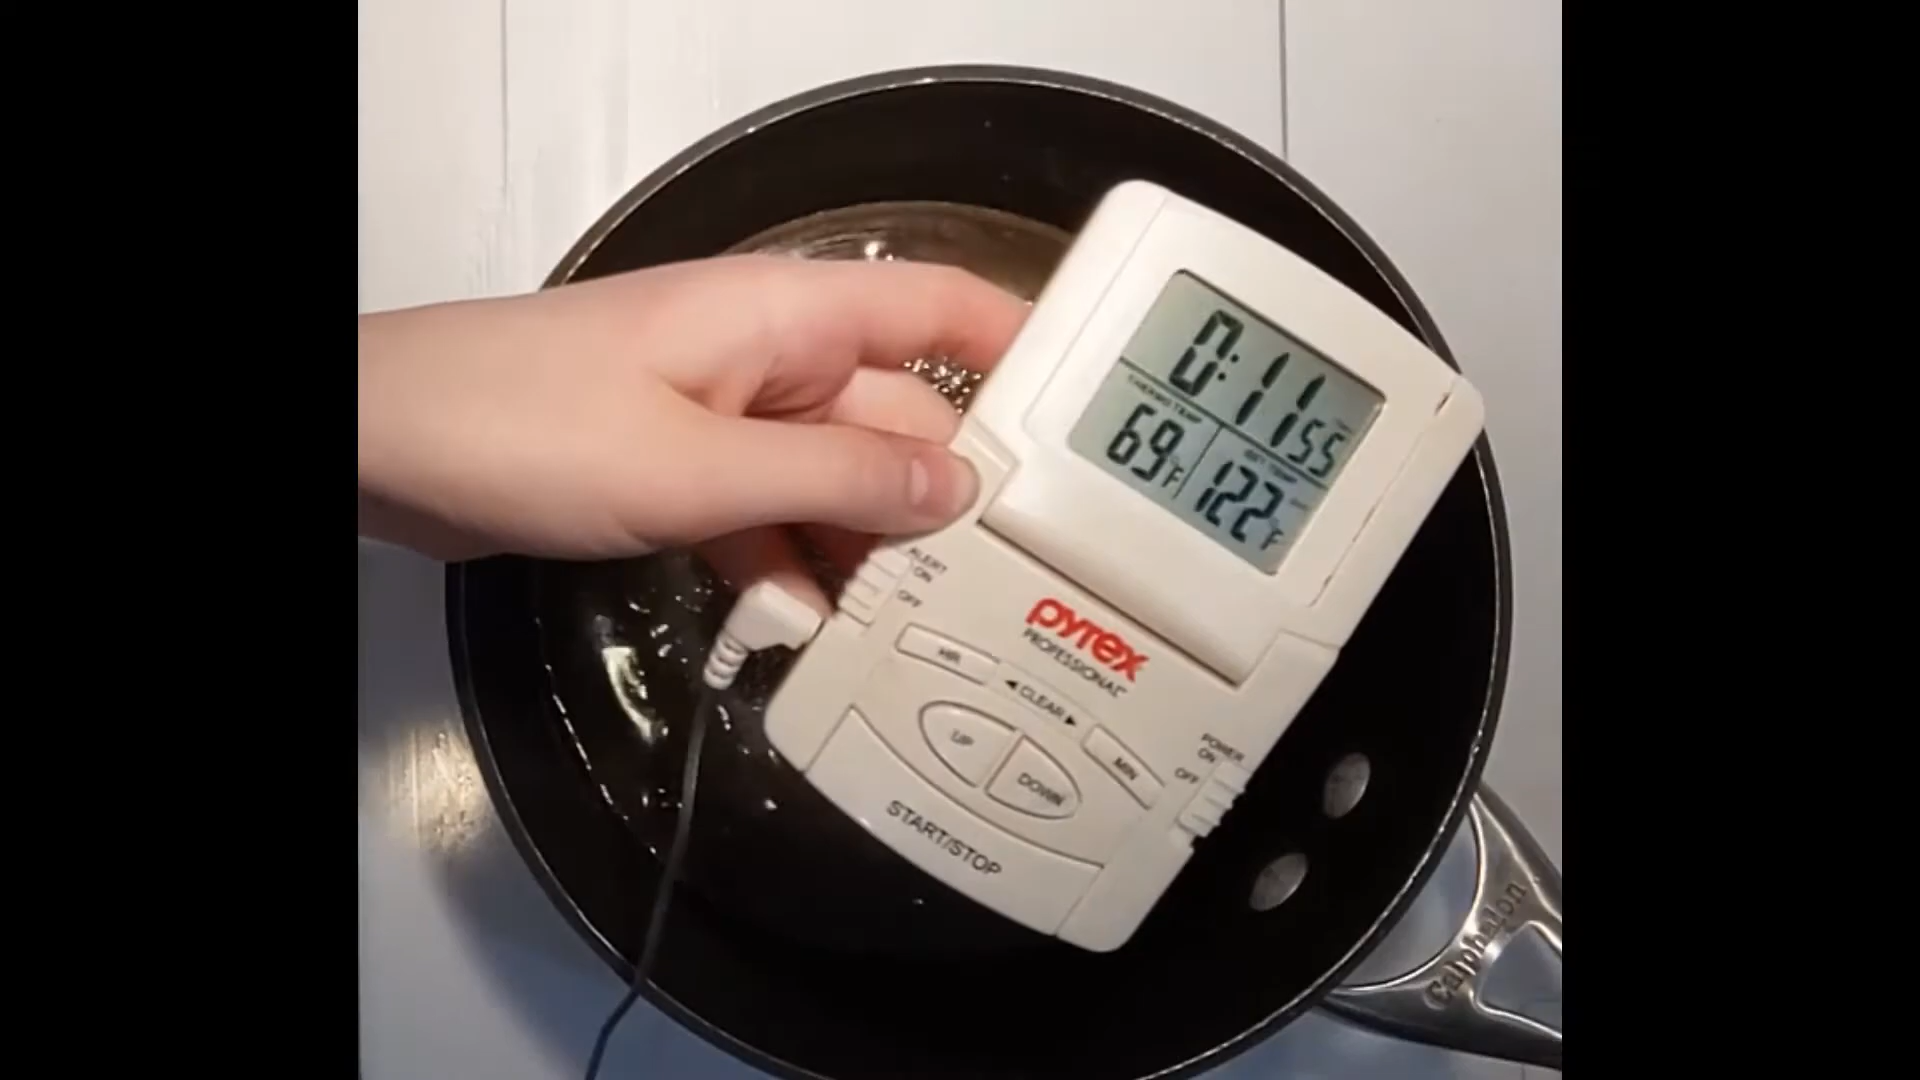 0:11 55
THERMO TEMP
SET TEMP
69°F
122°F
ALERT
ON
OFF
pyrex
PROFESSIONAL
HR
◄ CLEAR ►
MIN
UP
DOWN
POWER
ON
OFF
START/STOP
Calphalon